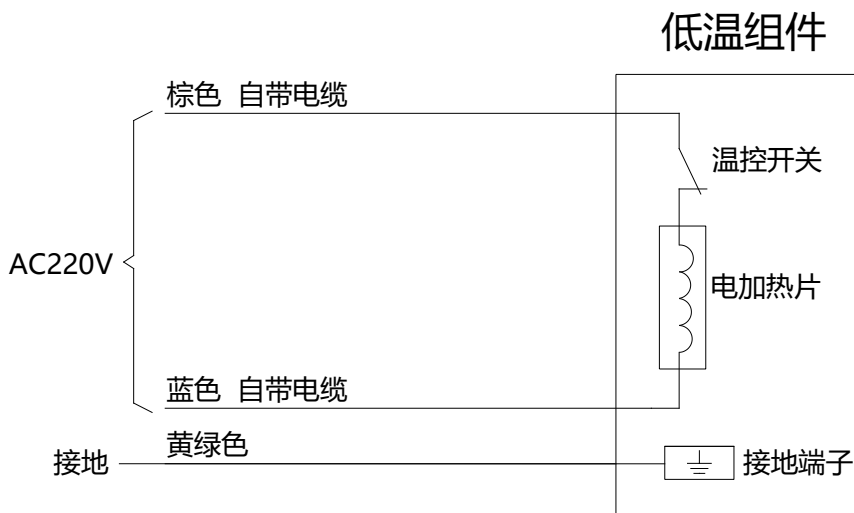 低温组件
棕色 自带电缆
温控开关
AC220V
电加热片
蓝色 自带电缆
黄绿色
接地
接地端子